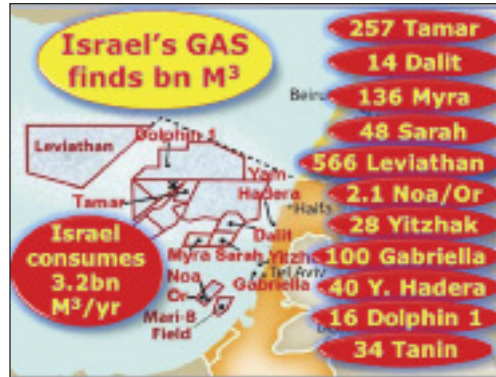 Israel's GAS
finds bn M³
257 Tamar
14 Dalit
136 Myra
48 Sarah
566 Leviathan
2.1 Noa/Or
28 Yitzhak
100 Gabriella
40 Y. Hadera
16 Dolphin 1
34 Tanin
Israel
consumes
3.2bn
M³/yr
Leviathan
Dolphin 1
Yam
Hadera
Tamar
Haifa
Dalit
Myra Sarah Yitzhak
Tel Aviv
Gabriella
Noa
Or
Mari-B
Field